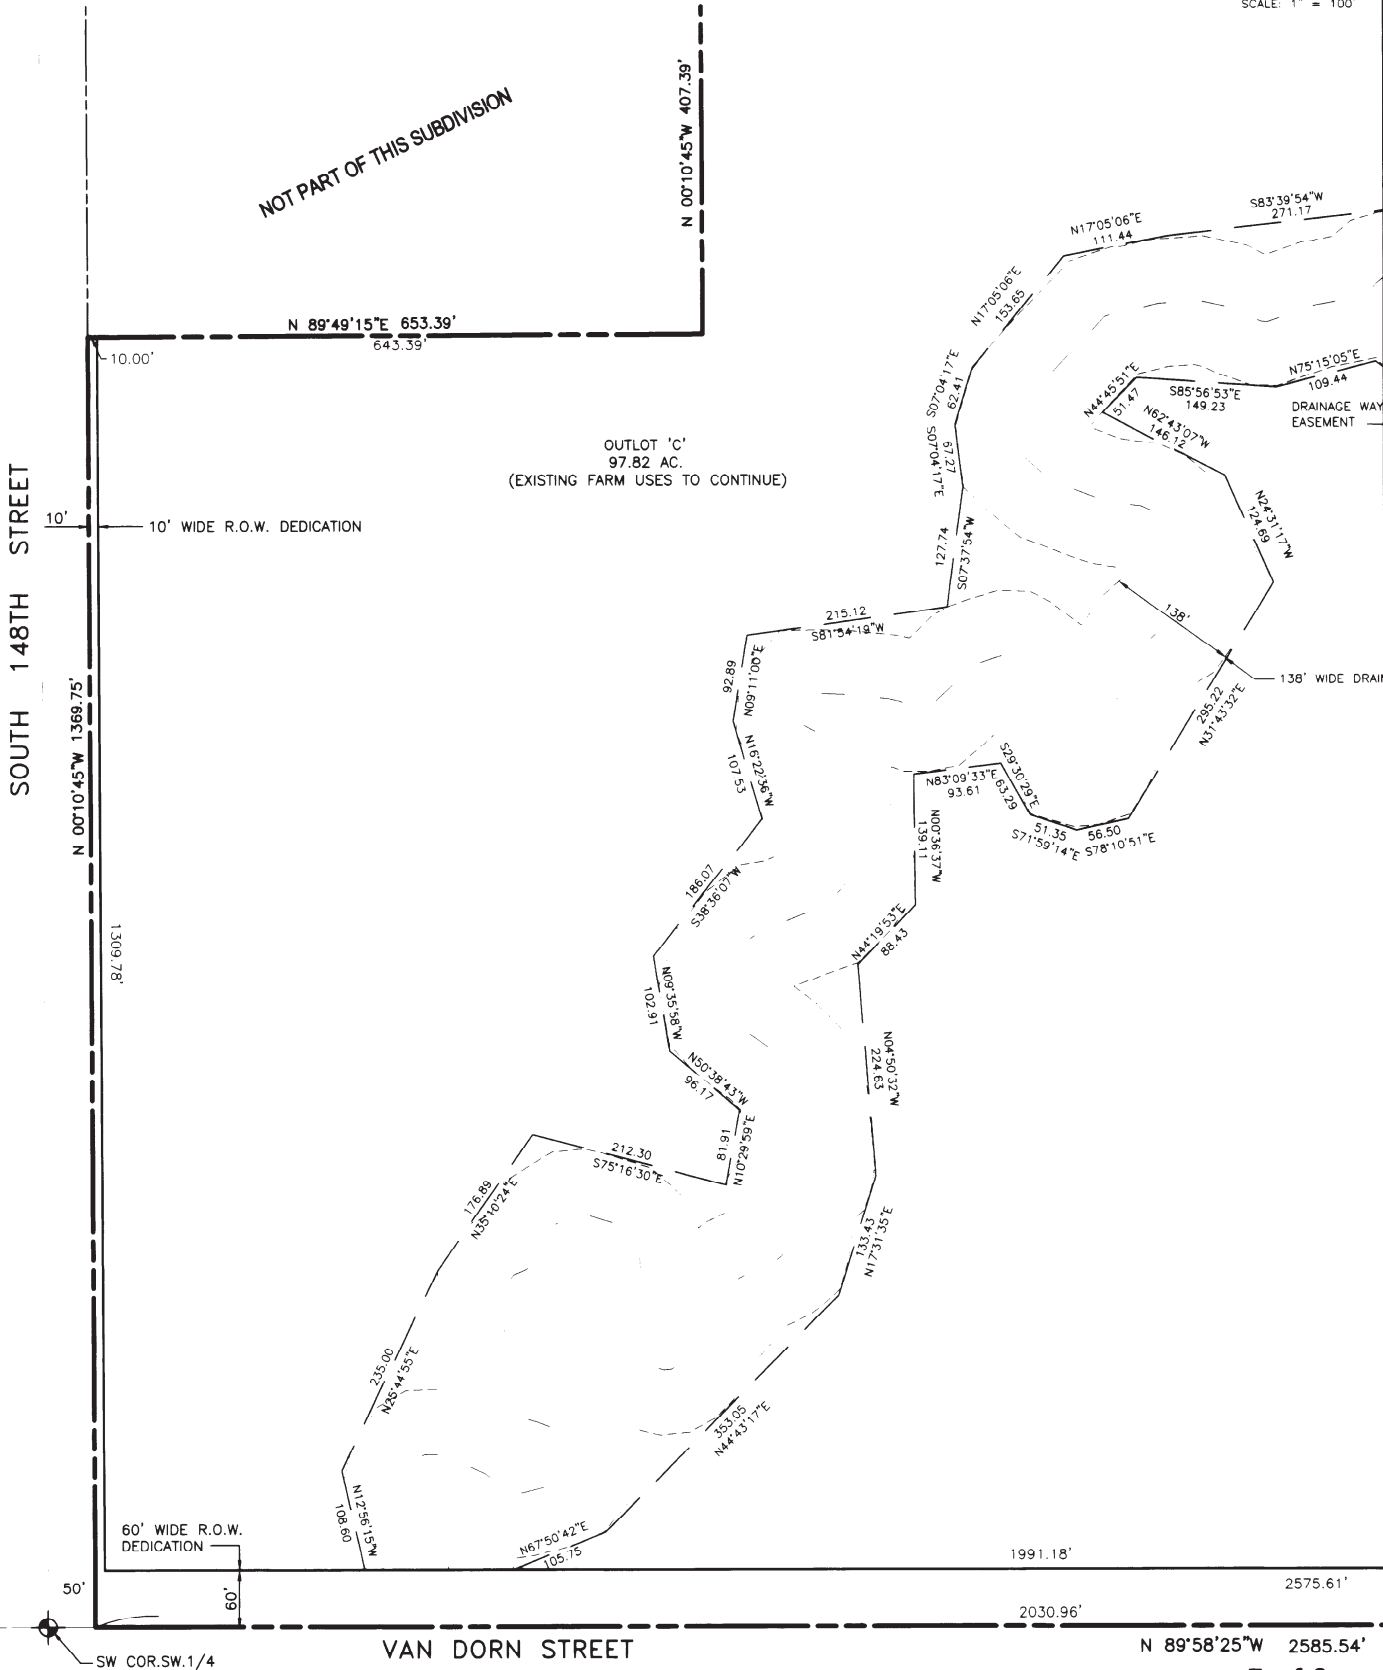 SCALE: 1" = 100'
NOT PART OF THIS SUBDIVISION
N 00°10'45"W 407.39'
N 89°49'15"E 653.39'
643.39'
10.00'
S83°39'54"W
271.17
N17°05'06"E
111.44
N17°05'06"E
153.65
S07°04'17"E
62.41
67.27
S07°04'17"E
127.74
S07°37'54"W
N75°15'05"E
109.44
S85°56'53"E
149.23
N44°45'51"E
51.47
N62°43'07"W
146.12
DRAINAGE WAY
EASEMENT
OUTLOT 'C'
97.82 AC.
(EXISTING FARM USES TO CONTINUE)
SOUTH 148TH STREET
10'
10' WIDE R.O.W. DEDICATION
N24°31'17"W
124.69
138'
138' WIDE DRAI
295.22
N31°43'32"E
215.12
S81°54'19"W
92.89
N09°11'00"E
N16°22'36"W
107.53
N 00°10'45"W 1369.75'
N83°09'33"E
93.61
S29°30'29"E
63.29
51.35
S71°59'14"E
56.50
S78°10'51"E
N00°36'37"W
139.11
186.07
S38°36'07"W
N44°19'53"E
88.43
1309.78'
N09°35'58"W
102.91
N50°38'43"W
96.17
N04°50'32"W
224.63
81.91
N10°29'59"E
212.30
S75°16'30"E
176.89
N35°10'24"E
133.43
N17°31'35"E
235.00
N25°44'55"E
353.05
N44°43'17"E
N12°56'15"W
108.60
N67°50'42"E
105.75
60' WIDE R.O.W.
DEDICATION
1991.18'
50'
60'
2575.61'
2030.96'
VAN DORN STREET
N 89°58'25"W 2585.54'
SW COR.SW.1/4